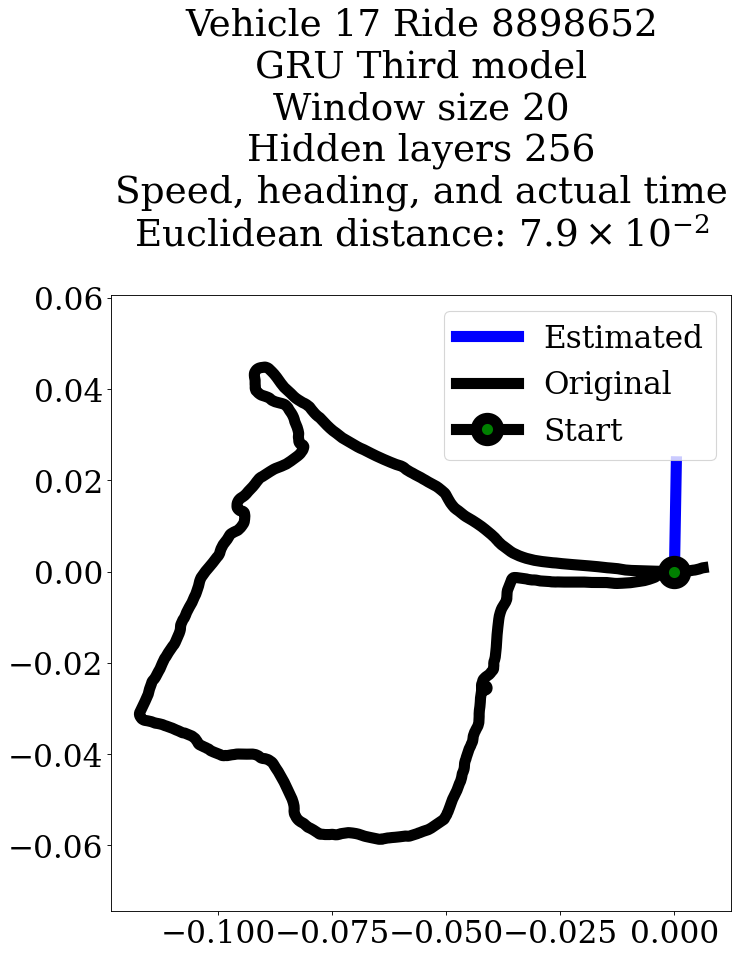 Vehicle 17 Ride 8898652
GRU Third model
Window size 20
Hidden layers 256
Speed, heading, and actual time
Euclidean distance: 7.9 × 10⁻²
0.06
0.04
0.02
0.00
−0.02
−0.04
−0.06
Estimated
Original
Start
−0.100−0.075−0.050−0.025 0.000